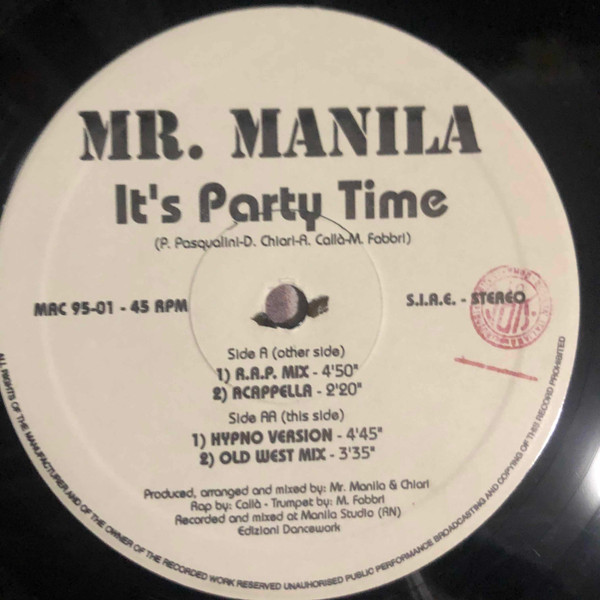 MR. MANILA
It's Party Time
(P. Pasqualini-D. Chiari-R. Callà-M. Fabbri)
MAC 95-01 - 45 RPM
S.I.A.E. - STEREO
Side A (other side)
1) R.A.P. MIX - 4'50"
2) ACAPPELLA - 2'20"
Side AA (this side)
1) HYPNO VERSION - 4'45"
2) OLD WEST MIX - 3'35"
Produced, arranged and mixed by: Mr. Manila & Chiari
Rap by: Callà - Trumpet by: M. Fabbri
Recorded and mixed at Manila Studio (RN)
Edizioni Dancework
ALL RIGHTS OF THE MANUFACTURER AND OF THE OWNER OF THE RECORDED WORK RESERVED UNAUHORISED PUBLIC PERFORMANCE BROADCASTING AND COPYING OF THIS RECORD PROHIBITED